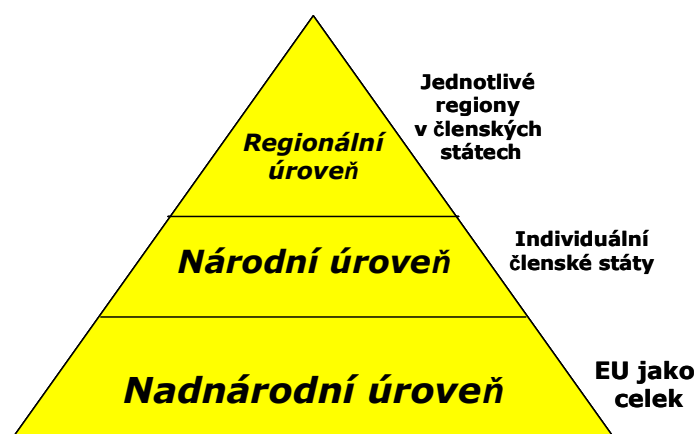 Jednotlivé
regiony
v členských
státech
Regionální
úroveň
Individuální
členské státy
Národní úroveň
EU jako
celek
Nadnárodní úroveň